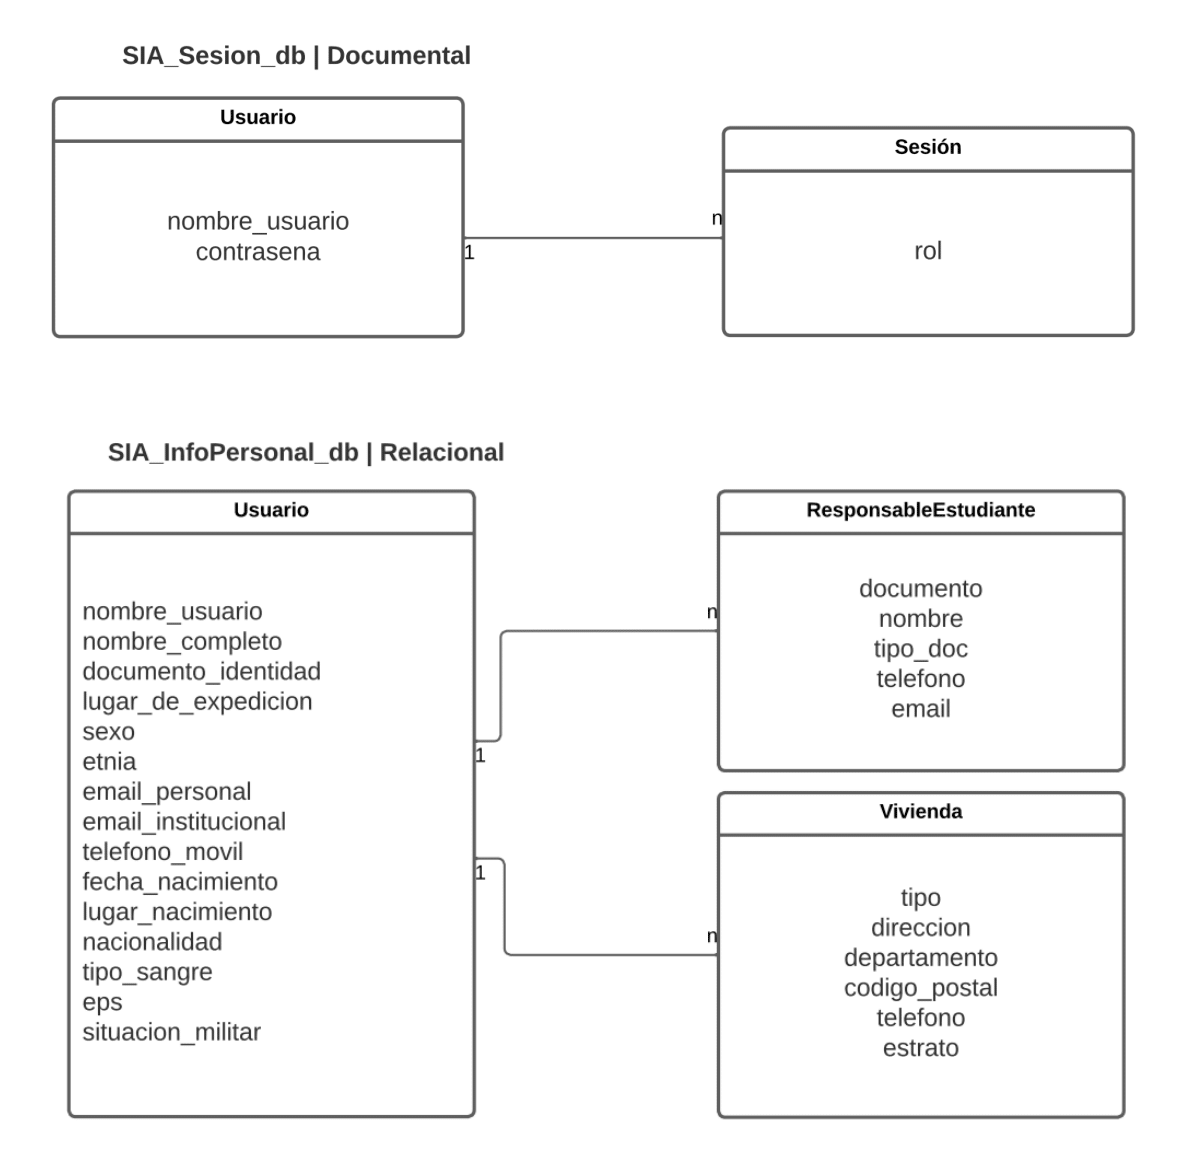 SIA_Sesion_db | Documental
Usuario
nombre_usuario
contrasena
1
n
Sesión
rol
SIA_InfoPersonal_db | Relacional
Usuario
nombre_usuario
nombre_completo
documento_identidad
lugar_de_expedicion
sexo
etnia
email_personal
email_institucional
telefono_movil
fecha_nacimiento
lugar_nacimiento
nacionalidad
tipo_sangre
eps
situacion_militar
1
n
1
n
ResponsableEstudiante
documento
nombre
tipo_doc
telefono
email
Vivienda
tipo
direccion
departamento
codigo_postal
telefono
estrato